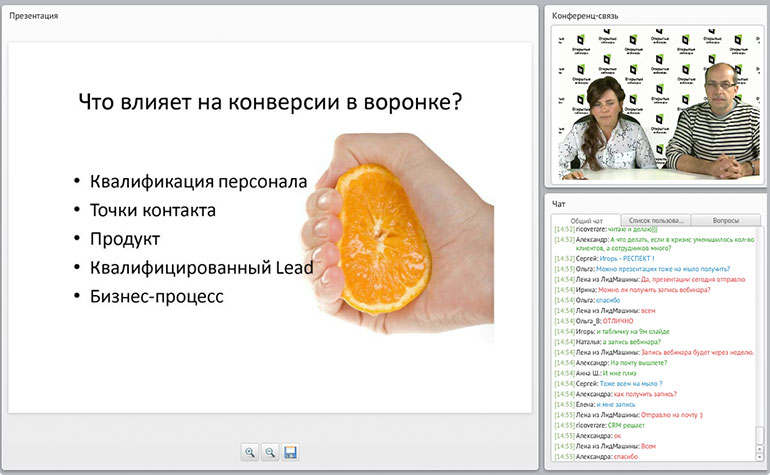 Презентация
Что влияет на конверсии в воронке?
• Квалификация персонала
• Точки контакта
• Продукт
• Квалифицированный Lead
• Бизнес-процесс
Конференц-связь
Открытые
вебинары
Чат
Общий чат
Список пользова...
Вопросы
[14:52] ricoverare: читаю и делаю)))
[14:52] Александр: А что делать, если в кризис уменьшилось кол-во
клиентов, а сотрудников много?
[14:52] Сергей: Игорь - РЕСПЕКТ !
[14:53] Ольга: Можно презентации тоже на мыло получить?
[14:54] Лена из ЛидМашины: Да, презентации сегодня отправлю
[14:54] Ирина: Можно ли получить запись вебинара?
[14:54] Ольга: спасибо
[14:54] Лена из ЛидМашины: всем
[14:54] Ольга_В: ОТЛИЧНО
[14:54] Игорь: и табличку на 9м слайде
[14:54] Наталья: а запись вебинара?
[14:54] Лена из ЛидМашины: Запись вебинара будет через неделю.
[14:54] Александр: На почту вышлете?
[14:54] Анна Ш.: И мне плиз
[14:54] Сергей: Тоже всем на мыло ?
[14:54] Александра: как получить запись?
[14:55] Елена: и мне запись
[14:55] Лена из ЛидМашины: Отправлю на почту :)
[14:55] ricoverare: CRM решает
[14:55] Александра: ок
[14:55] Лена из ЛидМашины: Всем
[14:55] Александра: спасибо